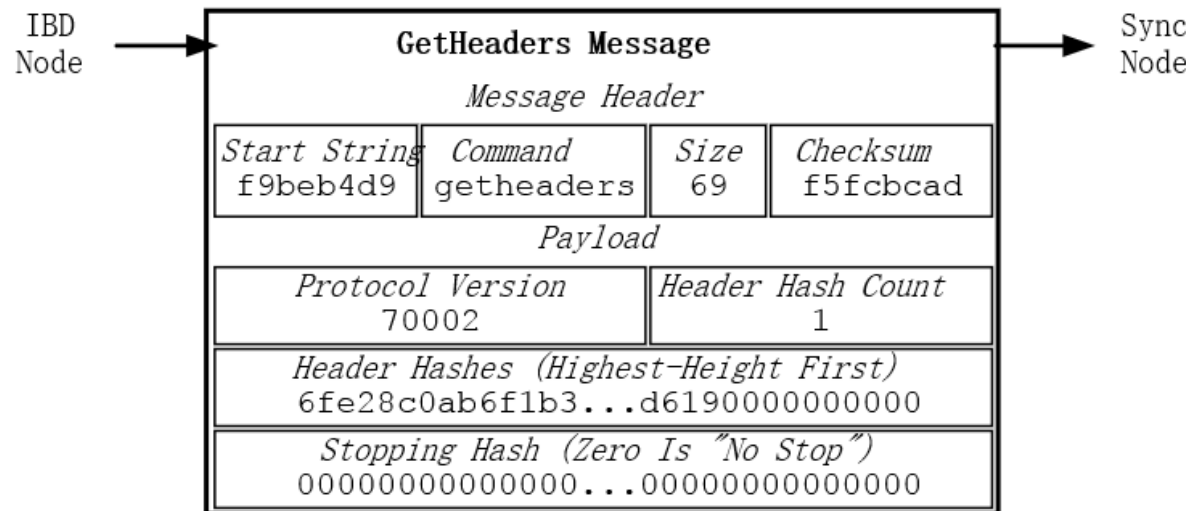 IBD
Node
GetHeaders Message
Sync
Node
Message Header
Start String Command Size Checksum
f9beb4d9 getheaders 69 f5fcbcad
Payload
Protocol Version Header Hash Count
70002 1
Header Hashes (Highest-Height First)
6fe28c0ab6f1b3...d6190000000000
Stopping Hash (Zero Is "No Stop")
00000000000000...00000000000000